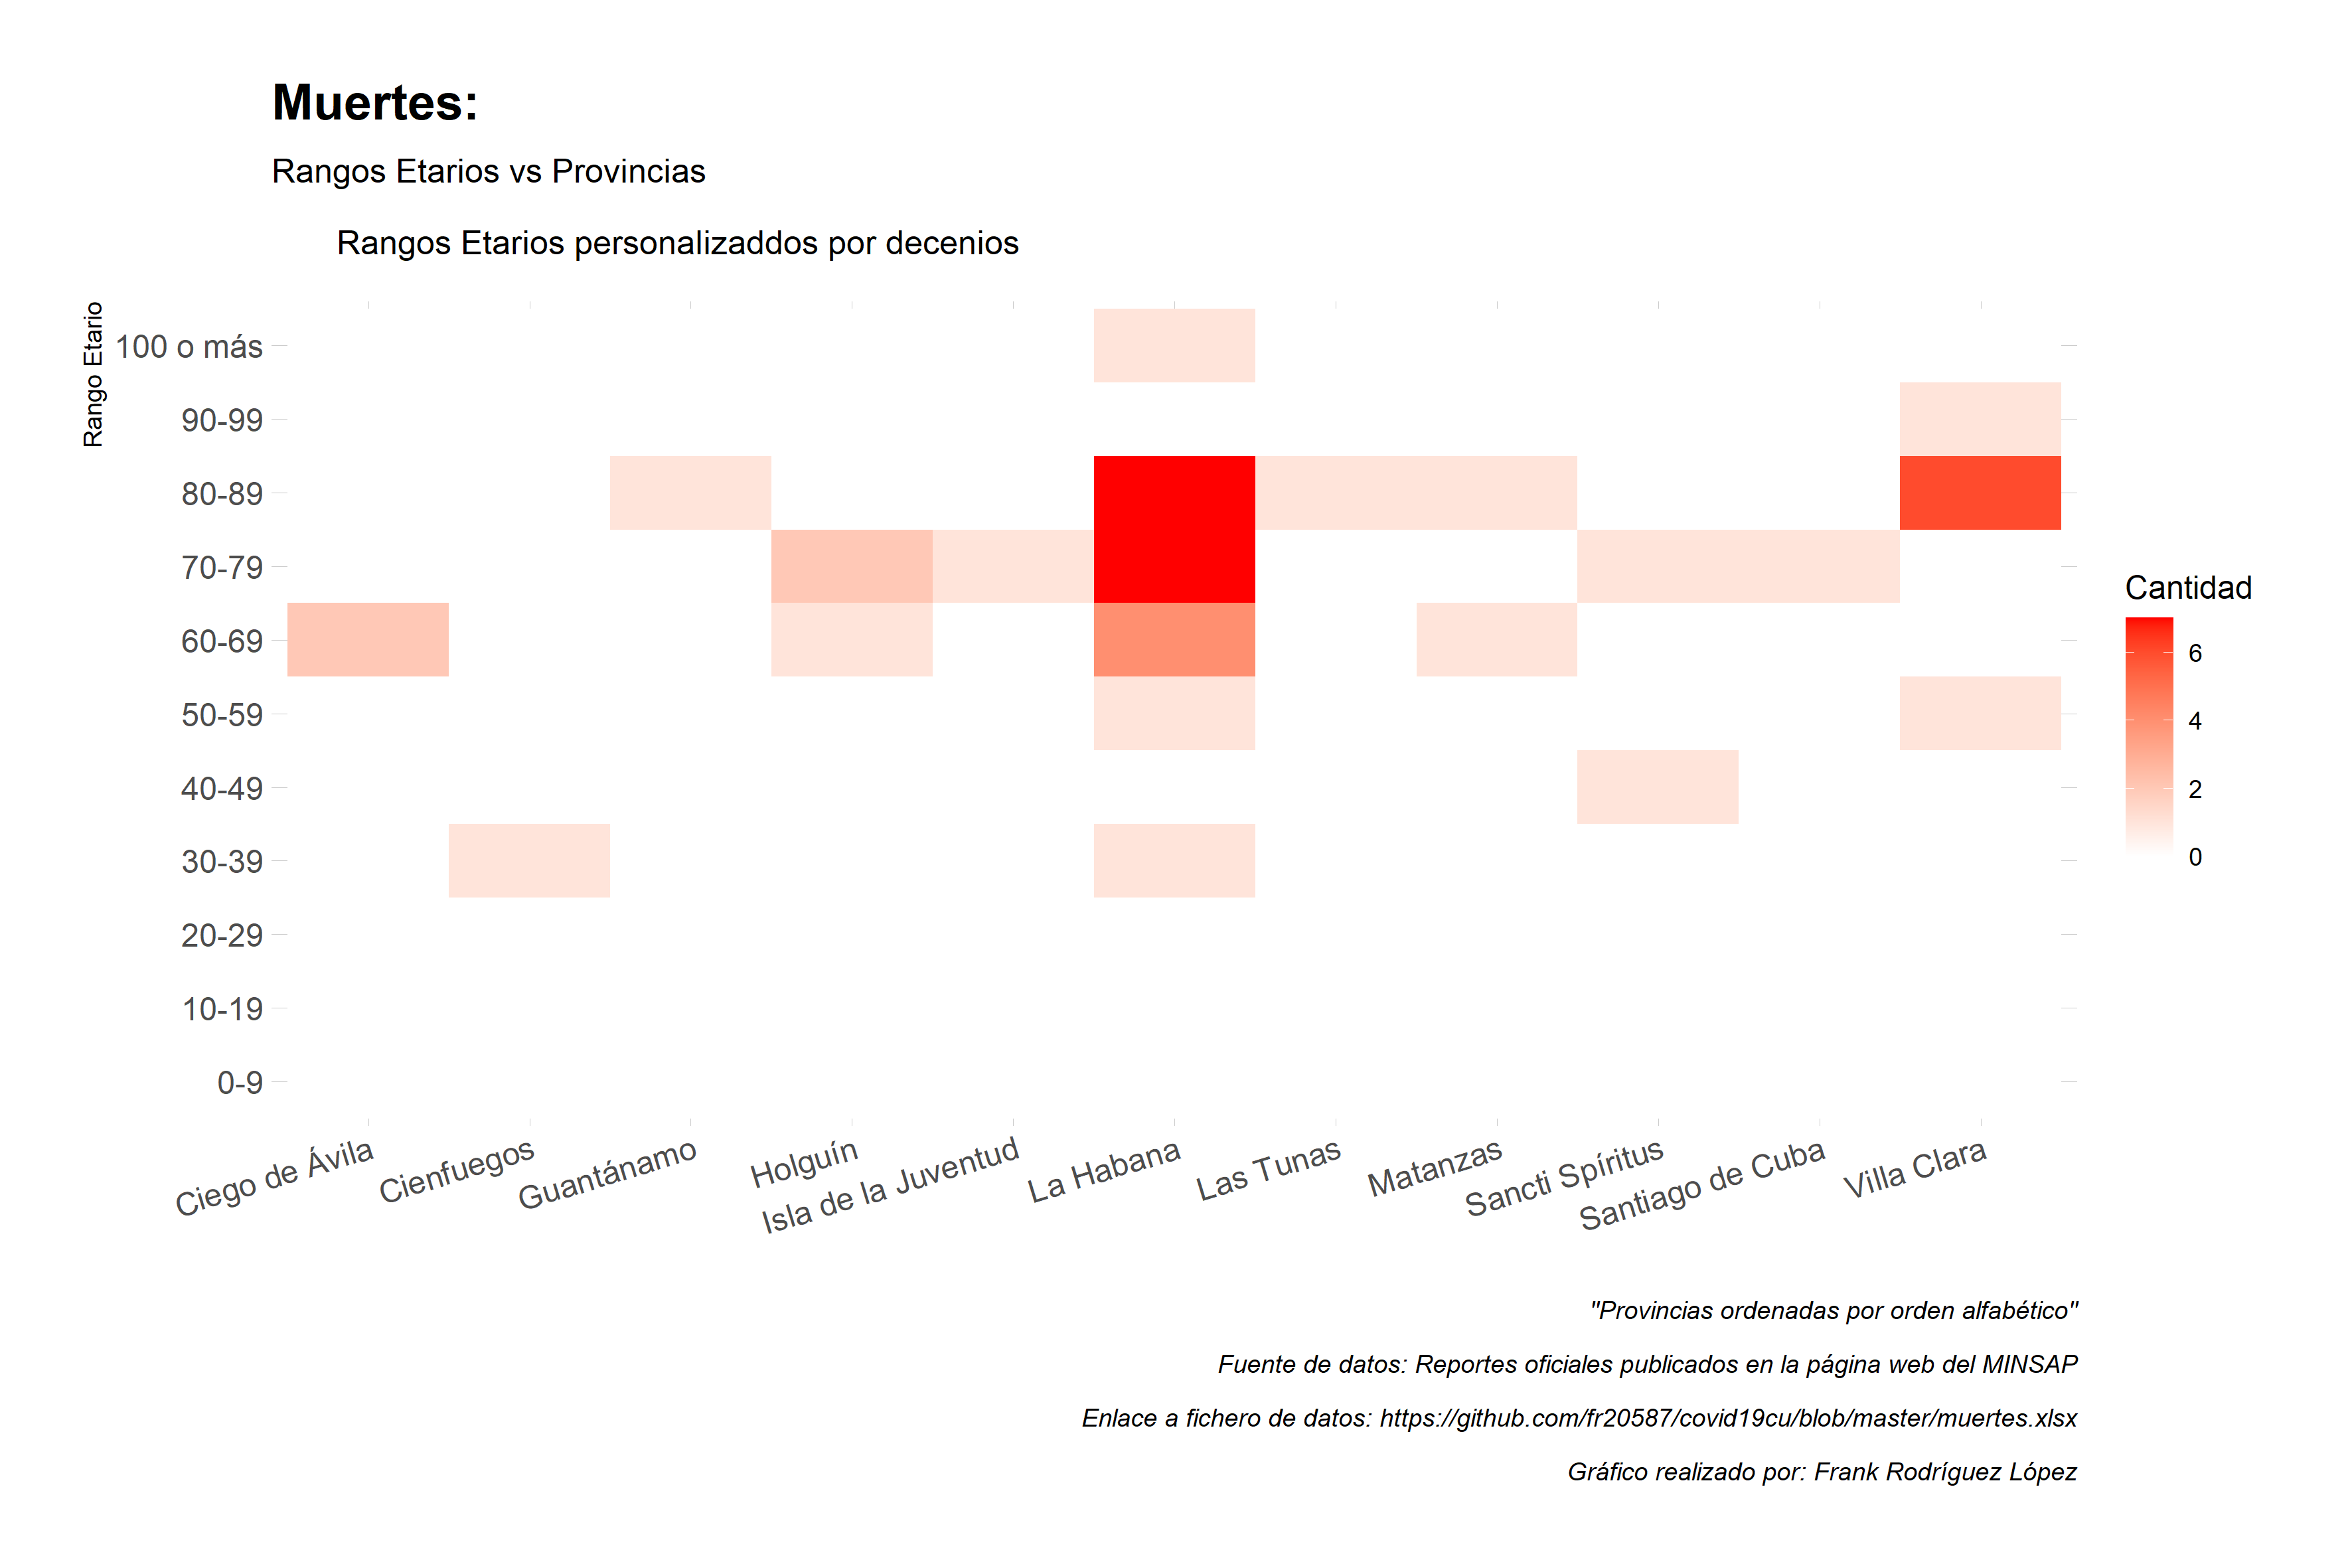 Muertes:
Rangos Etarios vs Provincias
Rangos Etarios personalizaddos por decenios
Rango Etario
100 o más
90-99
80-89
70-79
60-69
50-59
40-49
30-39
20-29
10-19
0-9
Ciego de Ávila
Cienfuegos
Guantánamo
Holguín
Isla de la Juventud
La Habana
Las Tunas
Matanzas
Sancti Spíritus
Santiago de Cuba
Villa Clara
Cantidad
6
4
2
0
"Provincias ordenadas por orden alfabético"
Fuente de datos: Reportes oficiales publicados en la página web del MINSAP
Enlace a fichero de datos: https://github.com/fr20587/covid19cu/blob/master/muertes.xlsx
Gráfico realizado por: Frank Rodríguez López